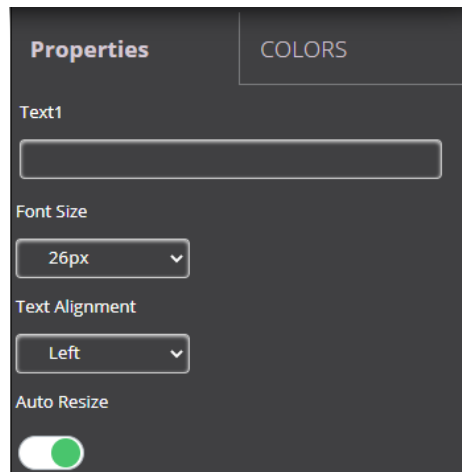 Properties COLORS
Text1
Font Size
26px
Text Alignment
Left
Auto Resize